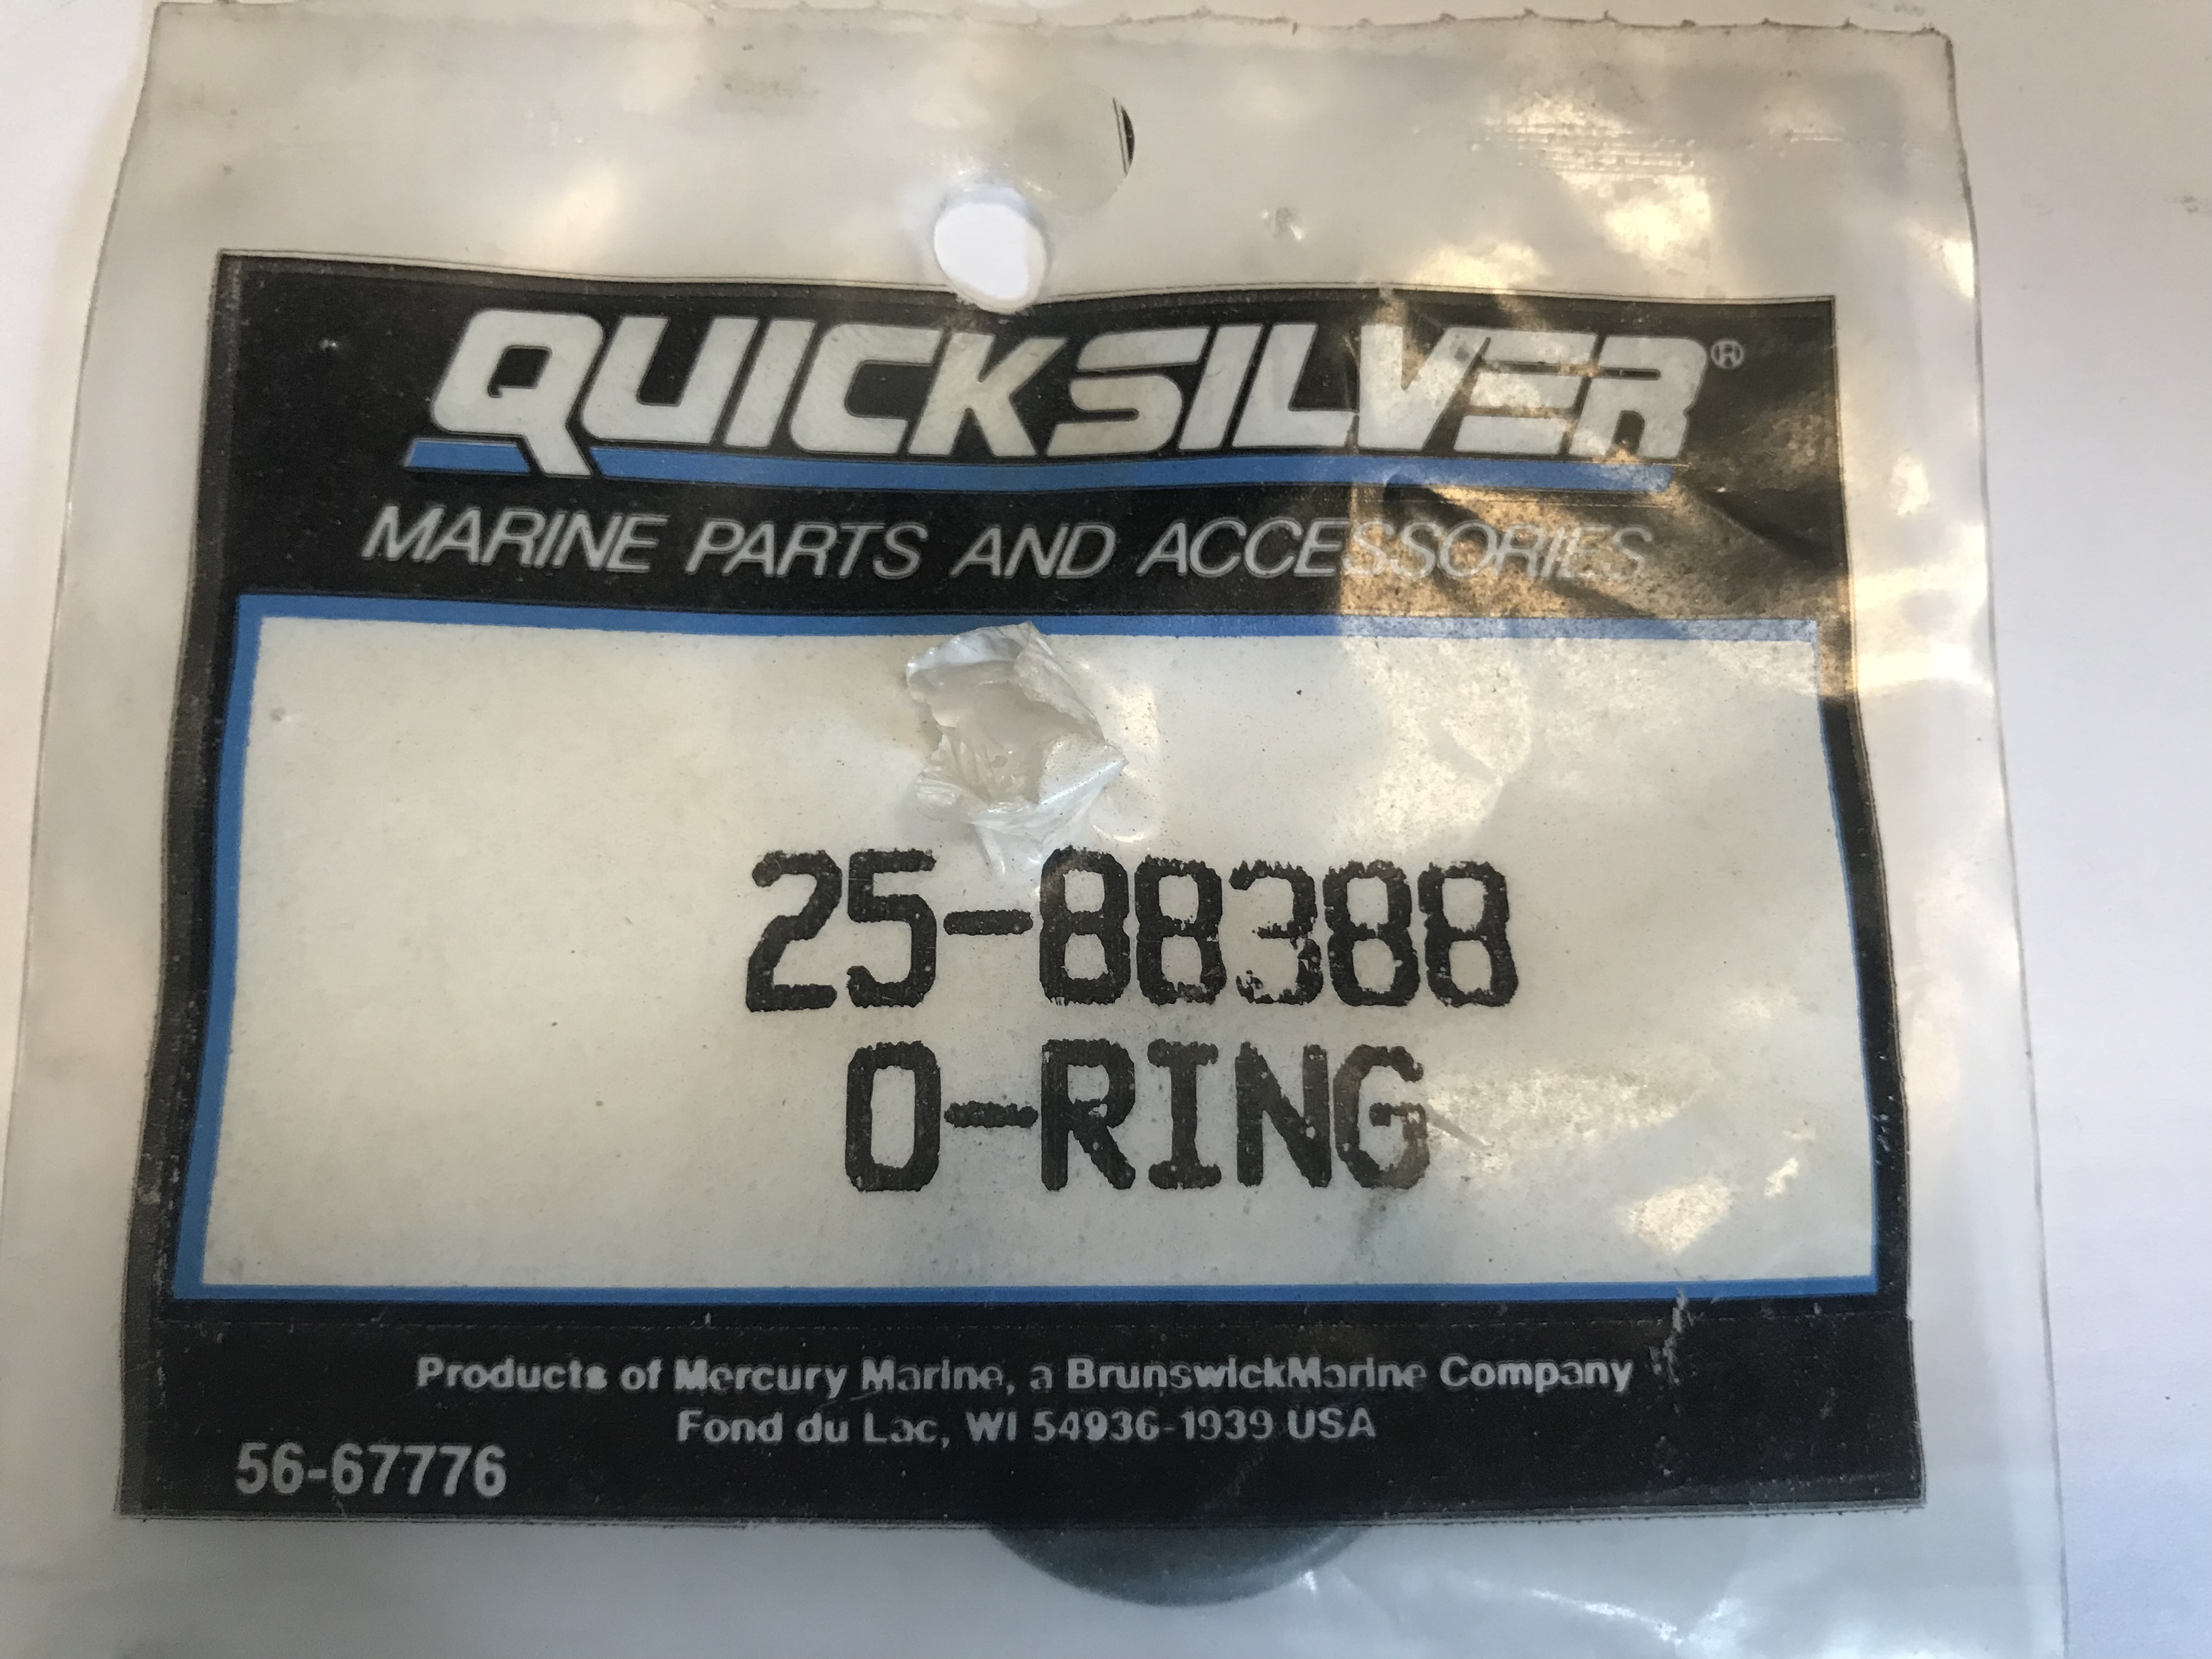 QUICKSILVER®
MARINE PARTS AND ACCESSORIES
25-88388
O-RING
Products of Mercury Marine, a BrunswickMarine Company
Fond du Lac, WI 54936-1939 USA
56-67776